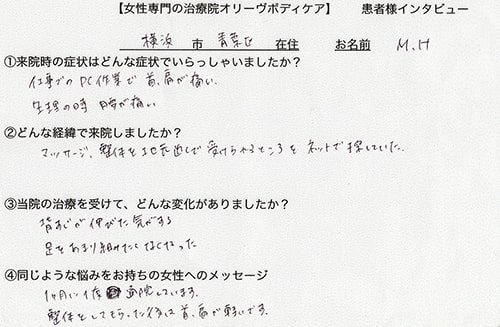 【女性専門の治療院オリーヴボディケア】 患者様インタビュー
横浜 市 青葉区 在住 お名前 M.H
①来院時の症状はどんな症状でいらっしゃいましたか？
仕事でのPC作業で首、肩が痛い、
生理の時 腰が痛い
②どんな経緯で来院しましたか？
マッサージ、整体を地元近くで受けられるところをネットで探していた。
③当院の治療を受けて、どんな変化がありましたか？
背すじが伸びた気がする
足をあまり組みたくなくなった
④同じような悩みをお持ちの女性へのメッセージ
1ヶ月に1度 通院しています。
整体をしてもらった後は首、肩が軽いです。